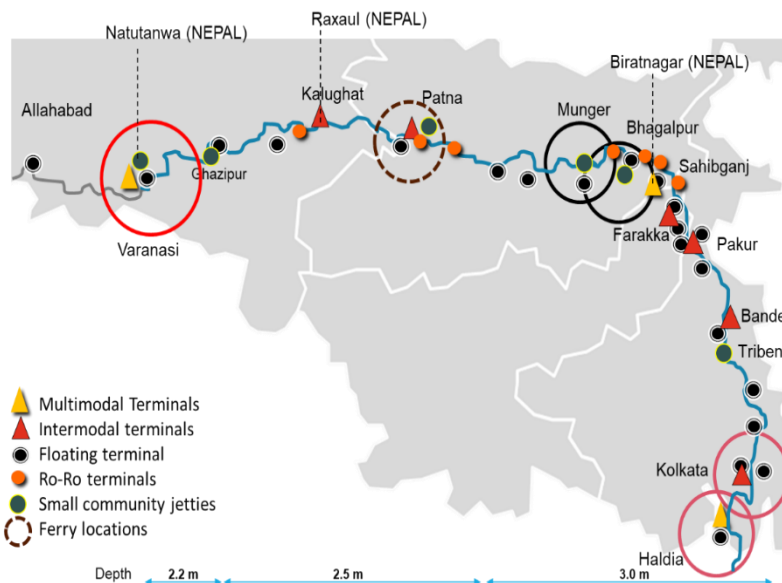 Natutanwa (NEPAL)
Raxaul (NEPAL)
Biratnagar (NEPAL)
Allahabad
Kalughat
Patna
Munger
Bhagalpur
Ghazipur
Sahibganj
Varanasi
Farakka
Pakur
Bande
Triben
Kolkata
Haldia
Multimodal Terminals
Intermodal terminals
Floating terminal
Ro-Ro terminals
Small community jetties
Ferry locations
Depth
2.2 m
2.5 m
3.0 m